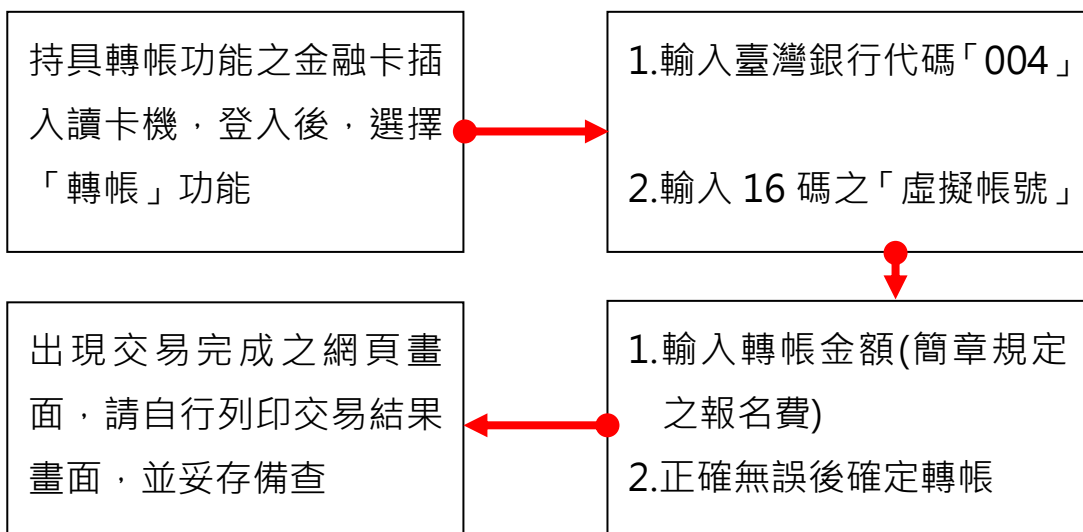 持具轉帳功能之金融卡插
入讀卡機，登入後，選擇
「轉帳」功能
1.輸入臺灣銀行代碼「004」
2.輸入 16 碼之「虛擬帳號」
1.輸入轉帳金額(簡章規定
之報名費)
2.正確無誤後確定轉帳
出現交易完成之網頁畫
面，請自行列印交易結果
畫面，並妥存備查